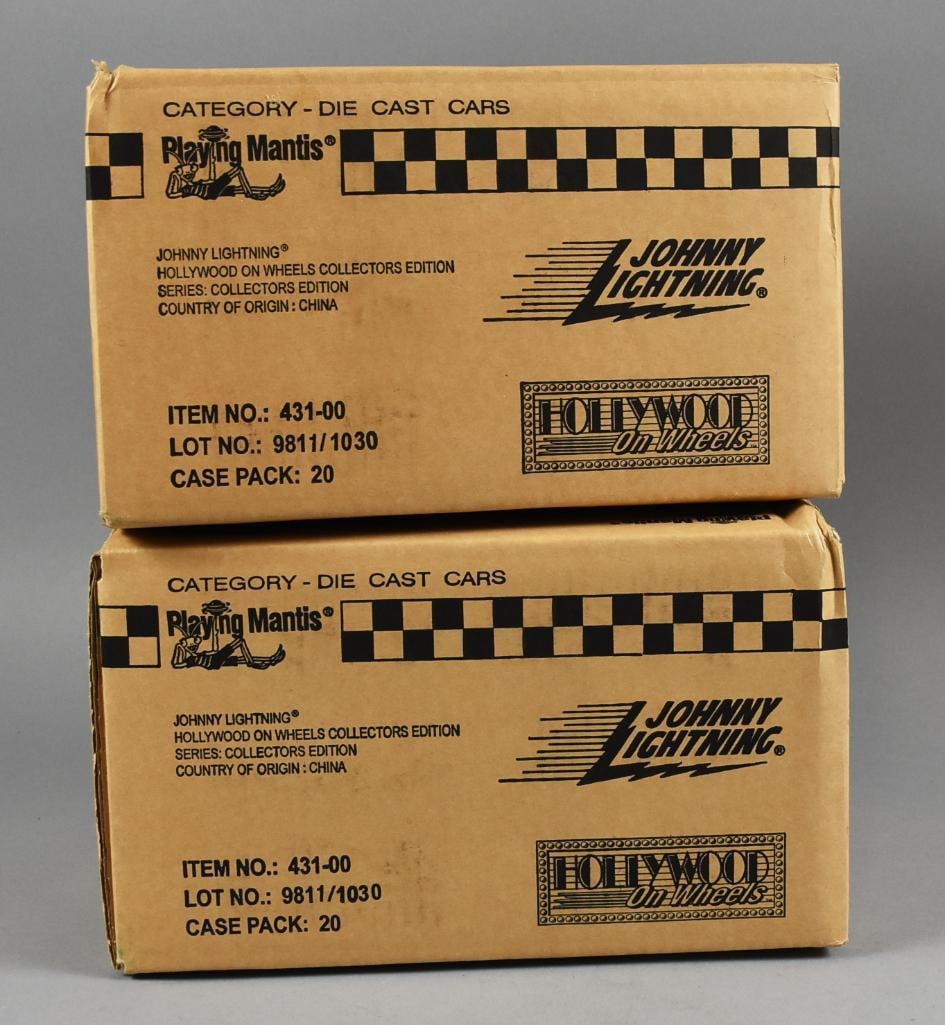 CATEGORY - DIE CAST CARS
Playing Mantis®
JOHNNY LIGHTNING®
HOLLYWOOD ON WHEELS COLLECTORS EDITION
SERIES: COLLECTORS EDITION
COUNTRY OF ORIGIN : CHINA
JOHNNY
LIGHTNING®
ITEM NO.: 431-00
LOT NO.: 9811/1030
CASE PACK: 20
HOLLYWOOD
On Wheels
Playing Mantis
CATEGORY - DIE CAST CARS
Playing Mantis®
JOHNNY LIGHTNING®
HOLLYWOOD ON WHEELS COLLECTORS EDITION
SERIES: COLLECTORS EDITION
COUNTRY OF ORIGIN : CHINA
JOHNNY
LIGHTNING®
ITEM NO.: 431-00
LOT NO.: 9811/1030
CASE PACK: 20
HOLLYWOOD
On Wheels